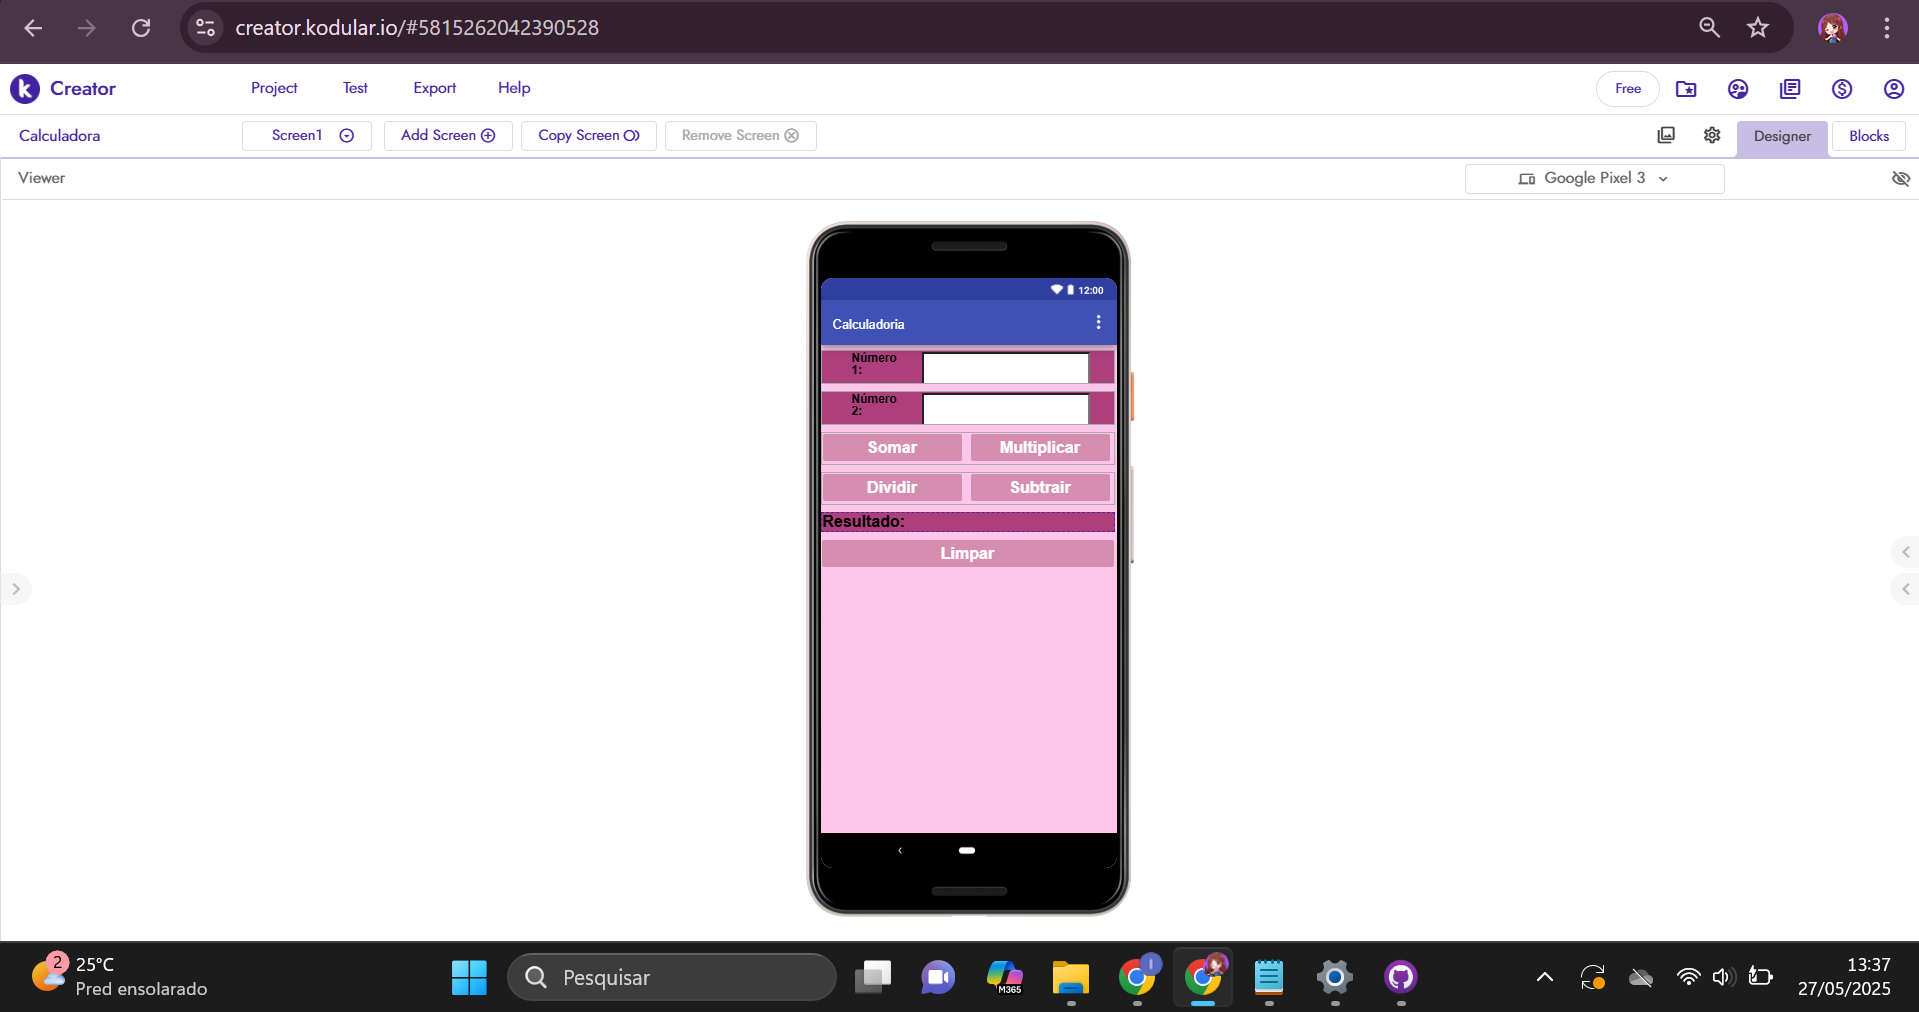 creator.kodular.io/#5815262042390528
Creator Project Test Export Help Free
Calculadora Screen1 Add Screen Copy Screen Remove Screen Designer Blocks
Viewer Google Pixel 3
12:00
Calculadoria
Número
1:
Número
2:
Somar Multiplicar
Dividir Subtrair
Resultado:
Limpar
2 25°C
Pred ensolarado
Pesquisar
M365
13:37
27/05/2025